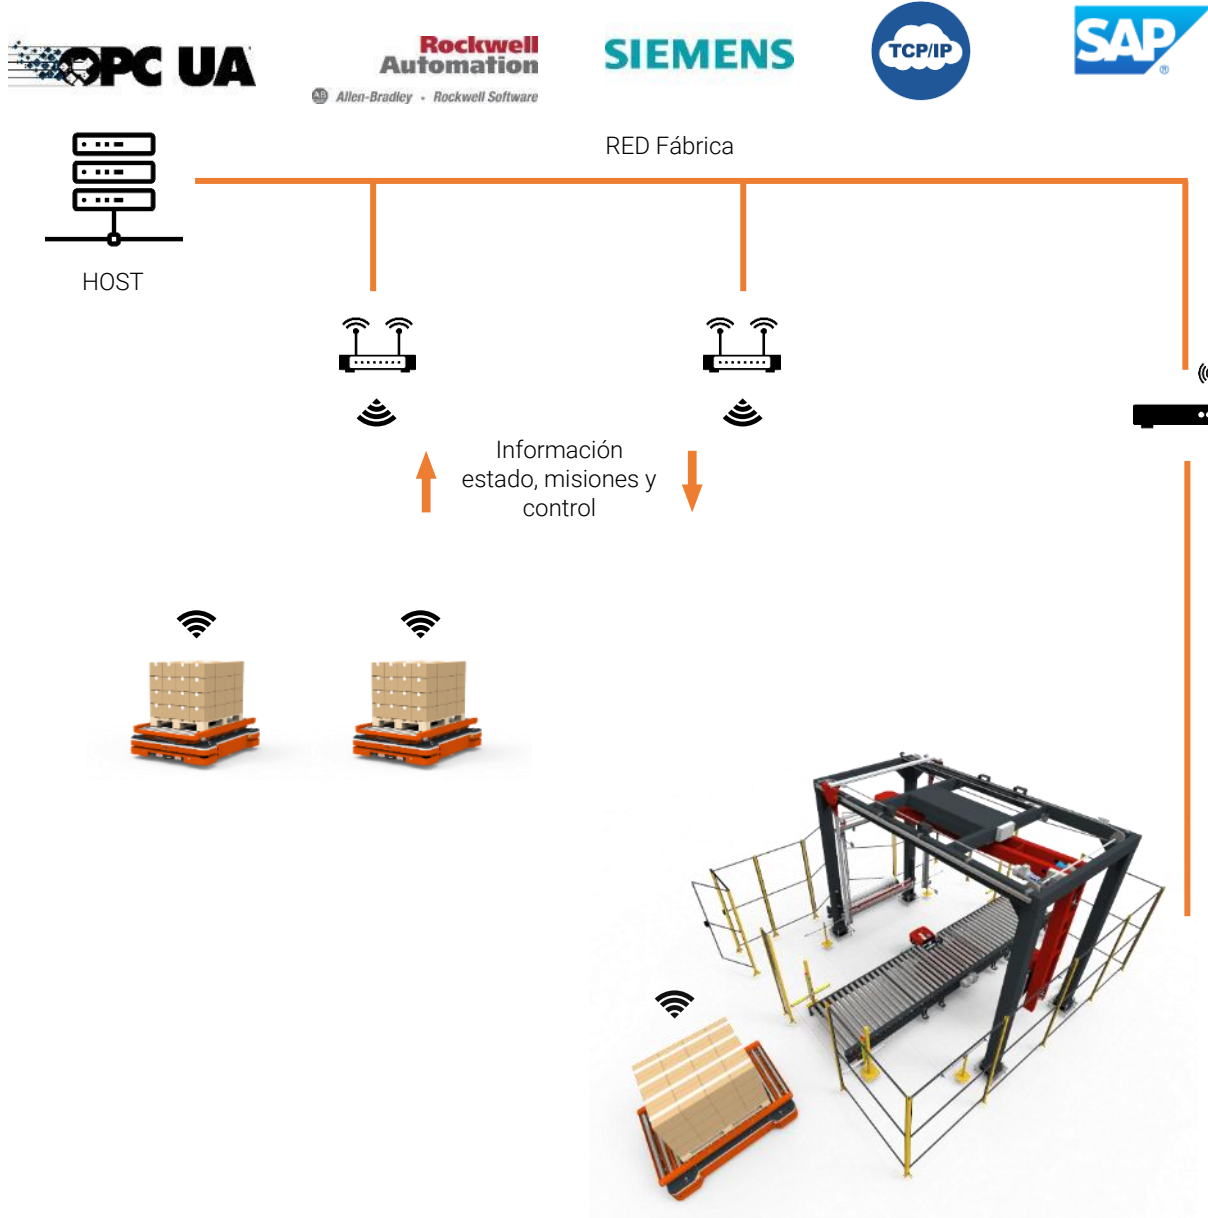 OPC UA
Rockwell
Automation
AB Allen-Bradley • Rockwell Software
SIEMENS
TCP/IP
SAP
®
RED Fábrica
HOST
Información
estado, misiones y
control